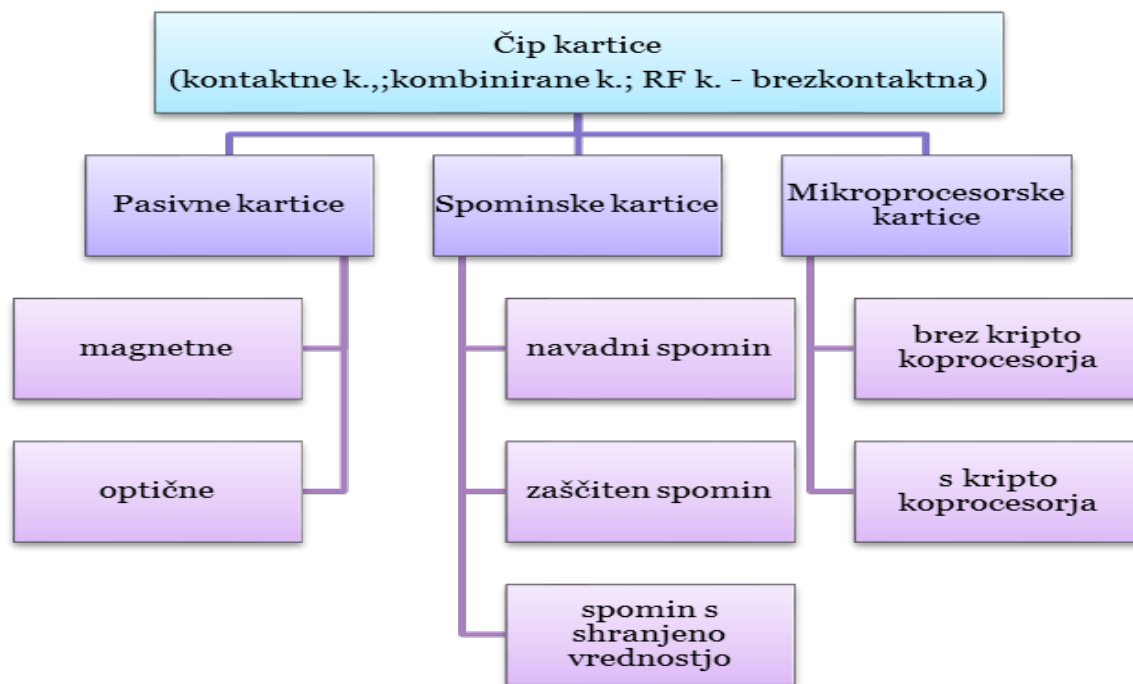 Čip kartice
(kontaktne k.,;kombinirane k.; RF k. - brezkontaktna)
Pasivne kartice
magnetne
optične
Spominske kartice
navadni spomin
zaščiten spomin
spomin s
shranjeno
vrednostjo
Mikroprocesorske
kartice
brez kripto
koprocesorja
s kripto
koprocesorja